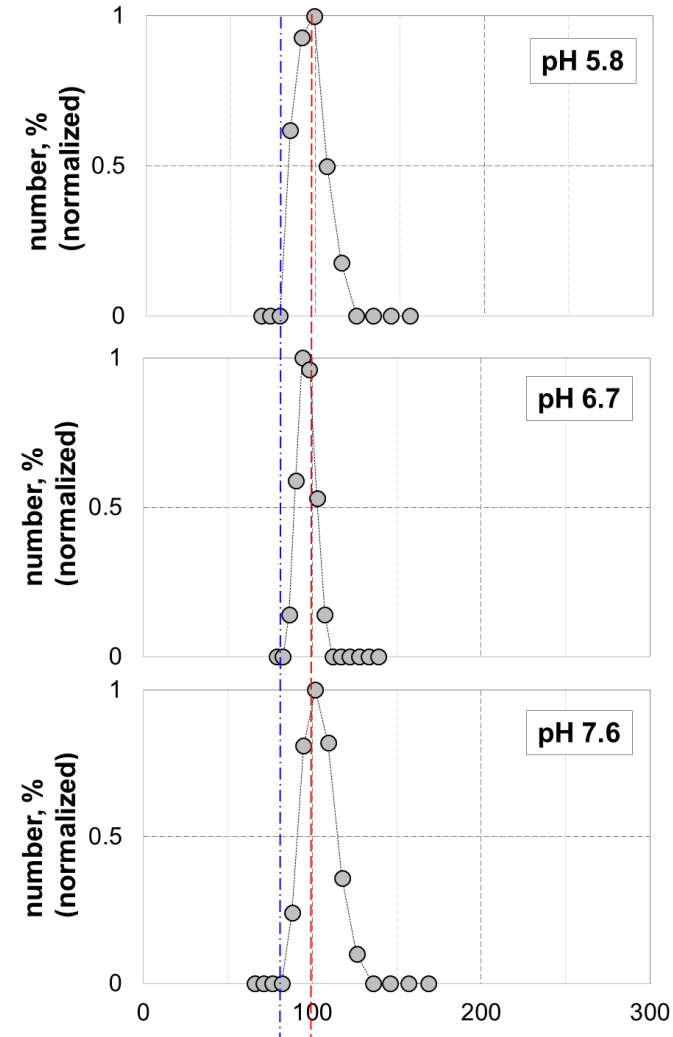 1
pH 5.8
number, %
(normalized)
0.5
0
1
pH 6.7
number, %
(normalized)
0.5
0
1
pH 7.6
number, %
(normalized)
0.5
0
0 100 200 300